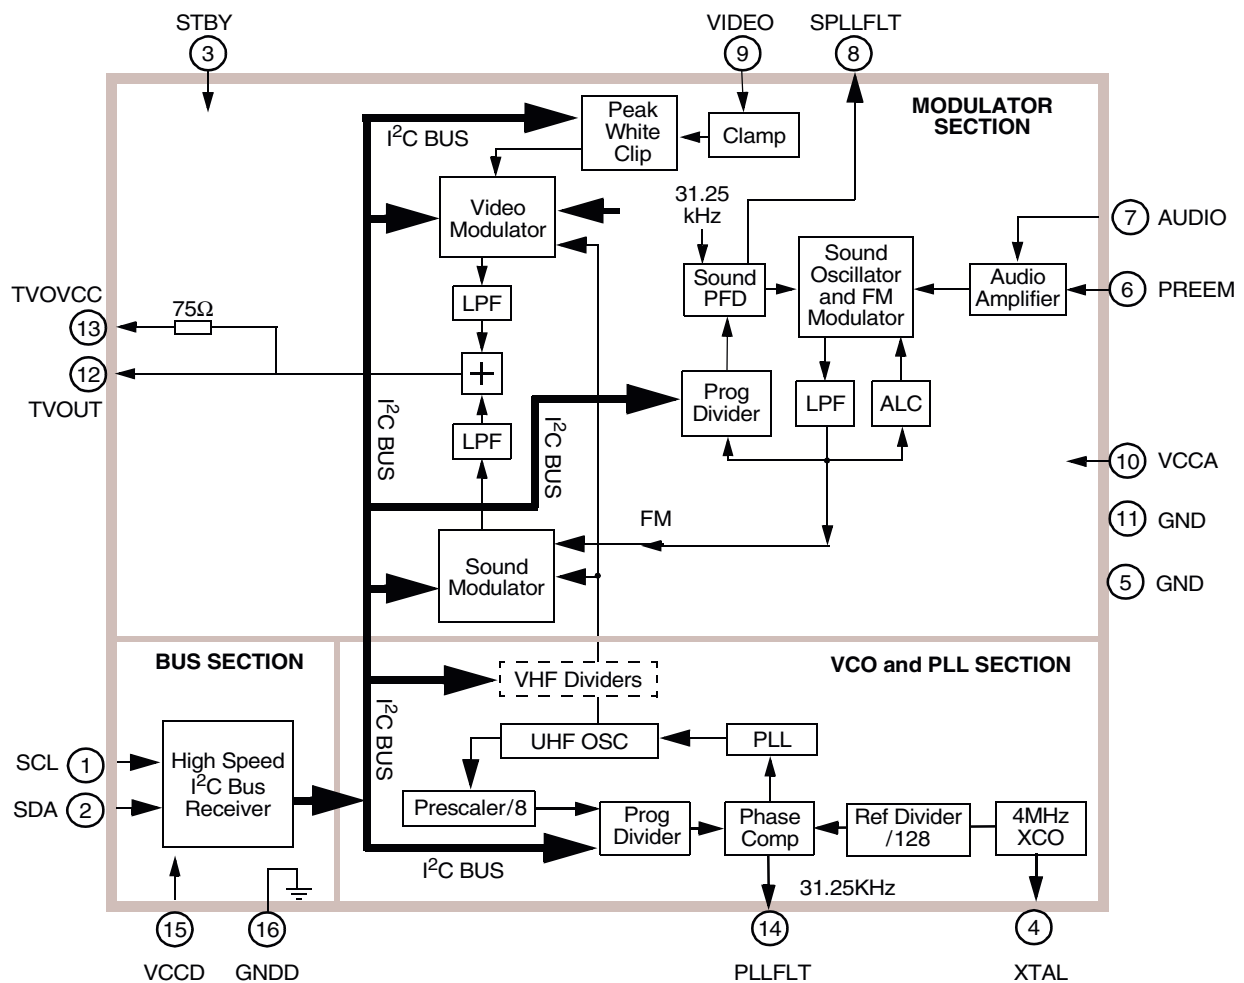 STBY
3
VIDEO
9
SPLLFLT
8
MODULATOR
SECTION
Peak
White
Clip
Clamp
I²C BUS
Video
Modulator
31.25
kHz
7
AUDIO
Sound
PFD
Sound
Oscillator
and FM
Modulator
Audio
Amplifier
6
PREEM
TVOVCC
13
75Ω
LPF
12
TVOUT
+
Prog
Divider
LPF
ALC
I²C BUS
LPF
I²C BUS
10
VCCA
FM
11
GND
Sound
Modulator
5
GND
BUS SECTION
VCO and PLL SECTION
VHF Dividers
I²C BUS
UHF OSC
PLL
SCL
1
SDA
2
High Speed
I²C Bus
Receiver
Prescaler/8
Prog
Divider
Phase
Comp
Ref Divider
/128
4MHz
XCO
I²C BUS
31.25KHz
15
VCCD
16
GNDD
14
PLLFLT
4
XTAL